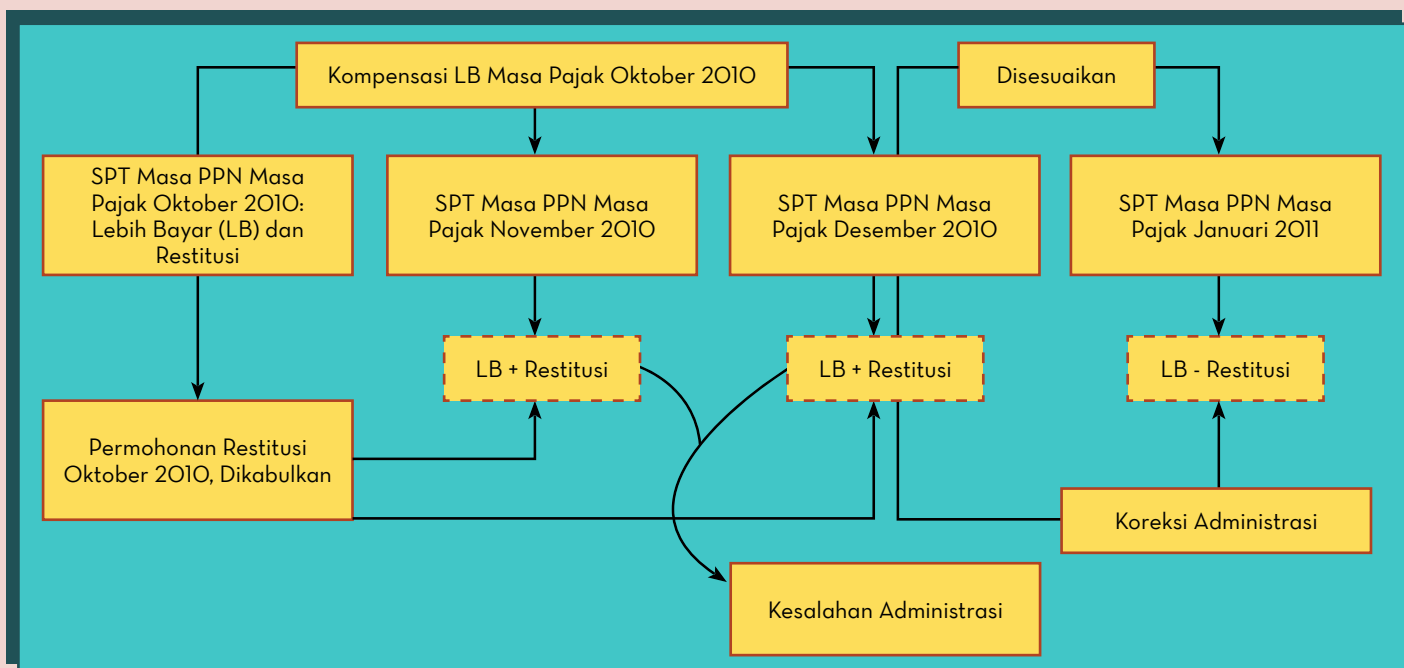 Kompensasi LB Masa Pajak Oktober 2010
Disesuaikan
SPT Masa PPN Masa
Pajak Oktober 2010:
Lebih Bayar (LB) dan
Restitusi
SPT Masa PPN Masa
Pajak November 2010
SPT Masa PPN Masa
Pajak Desember 2010
SPT Masa PPN Masa
Pajak Januari 2011
LB + Restitusi
LB + Restitusi
LB - Restitusi
Permohonan Restitusi
Oktober 2010, Dikabulkan
Koreksi Administrasi
Kesalahan Administrasi